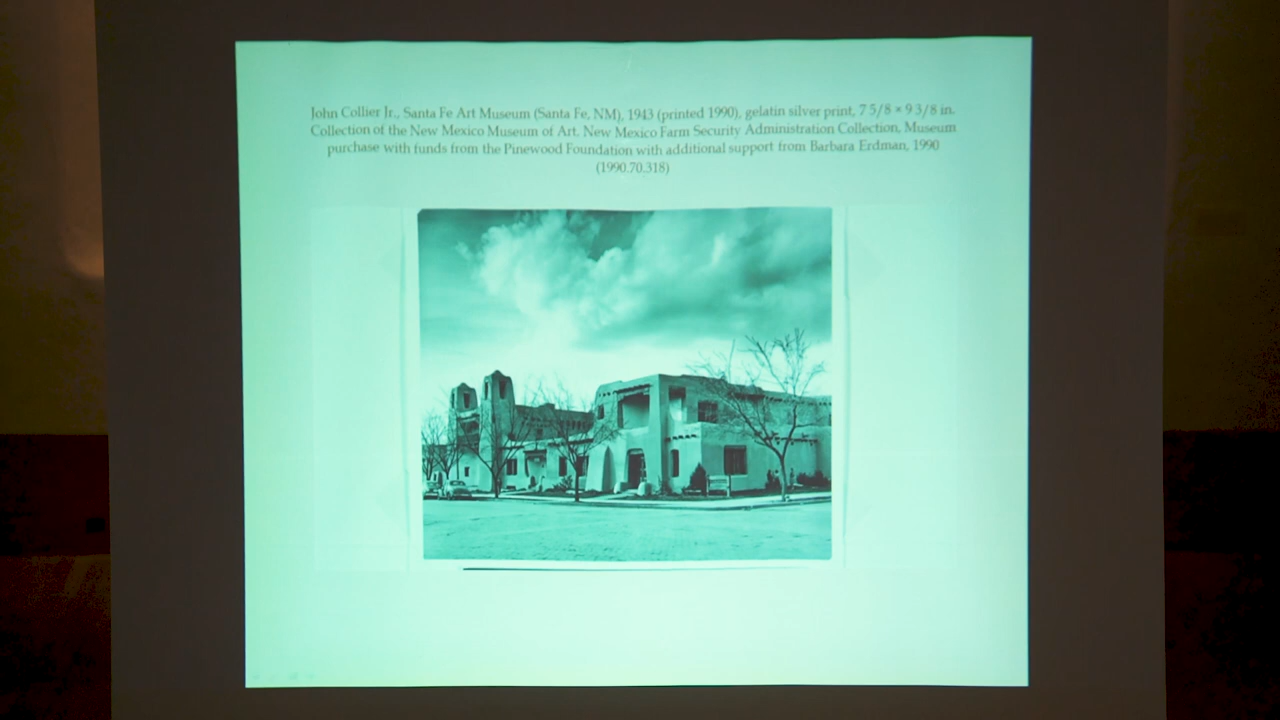 John Collier Jr., Santa Fe Art Museum (Santa Fe, NM), 1943 (printed 1990), gelatin silver print, 7 5/8 × 9 3/8 in.
Collection of the New Mexico Museum of Art. New Mexico Farm Security Administration Collection, Museum
purchase with funds from the Pinewood Foundation with additional support from Barbara Erdman, 1990
(1990.70.318)